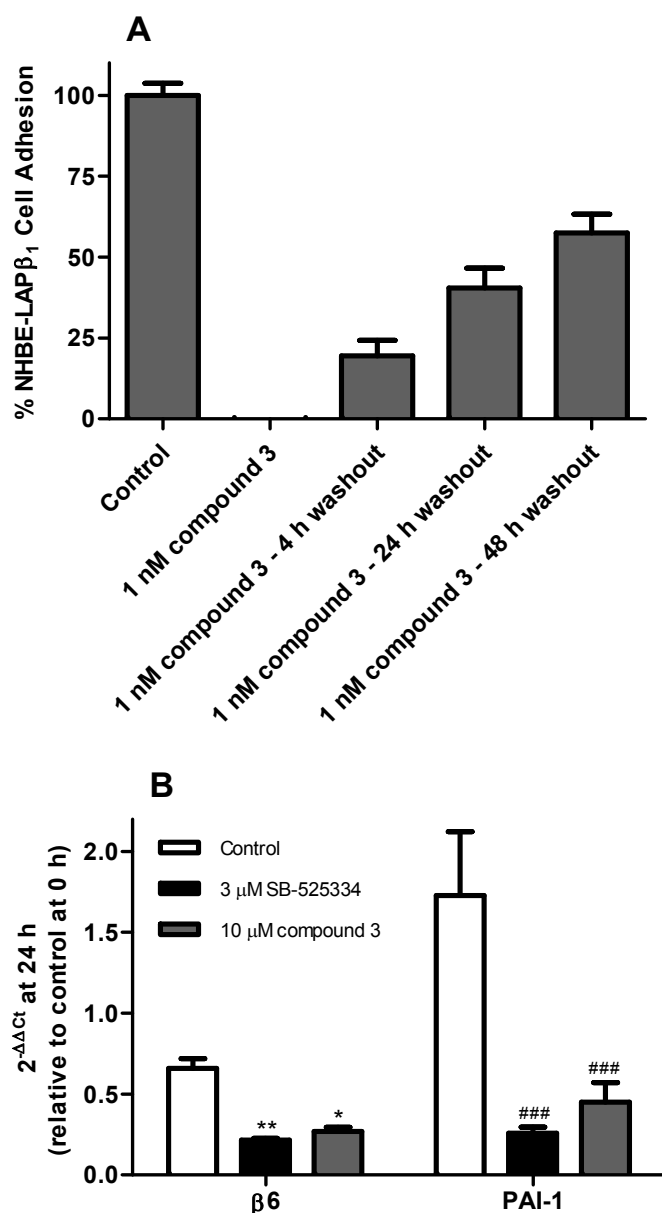 A
% NHBE-LAPβ1 Cell Adhesion
100
75
50
25
0
Control
1 nM compound 3
1 nM compound 3 - 4 h washout
1 nM compound 3 - 24 h washout
1 nM compound 3 - 48 h washout
B
2-ΔΔCt at 24 h
(relative to control at 0 h)
2.0
1.5
1.0
0.5
0.0
Control
3 μM SB-525334
10 μM compound 3
**
*
###
###
β6
PAI-1